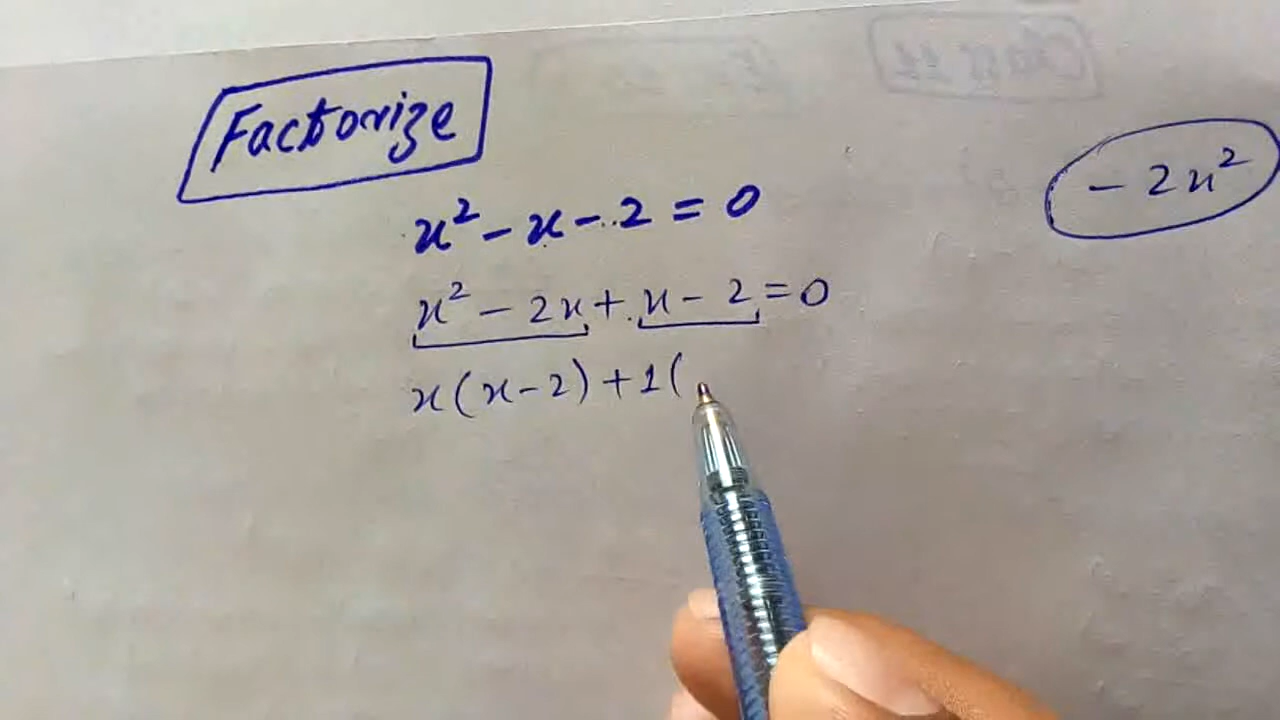 Factorize
x² - x - 2 = 0
- 2x²
x² - 2x + x - 2 = 0
x(x-2) + 1(